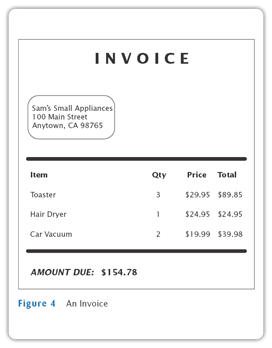 INVOICE
Sam's Small Appliances
100 Main Street
Anytown, CA 98765
Item Qty Price Total
Toaster 3 $29.95 $89.85
Hair Dryer 1 $24.95 $24.95
Car Vacuum 2 $19.99 $39.98
AMOUNT DUE: $154.78
Figure 4 An Invoice